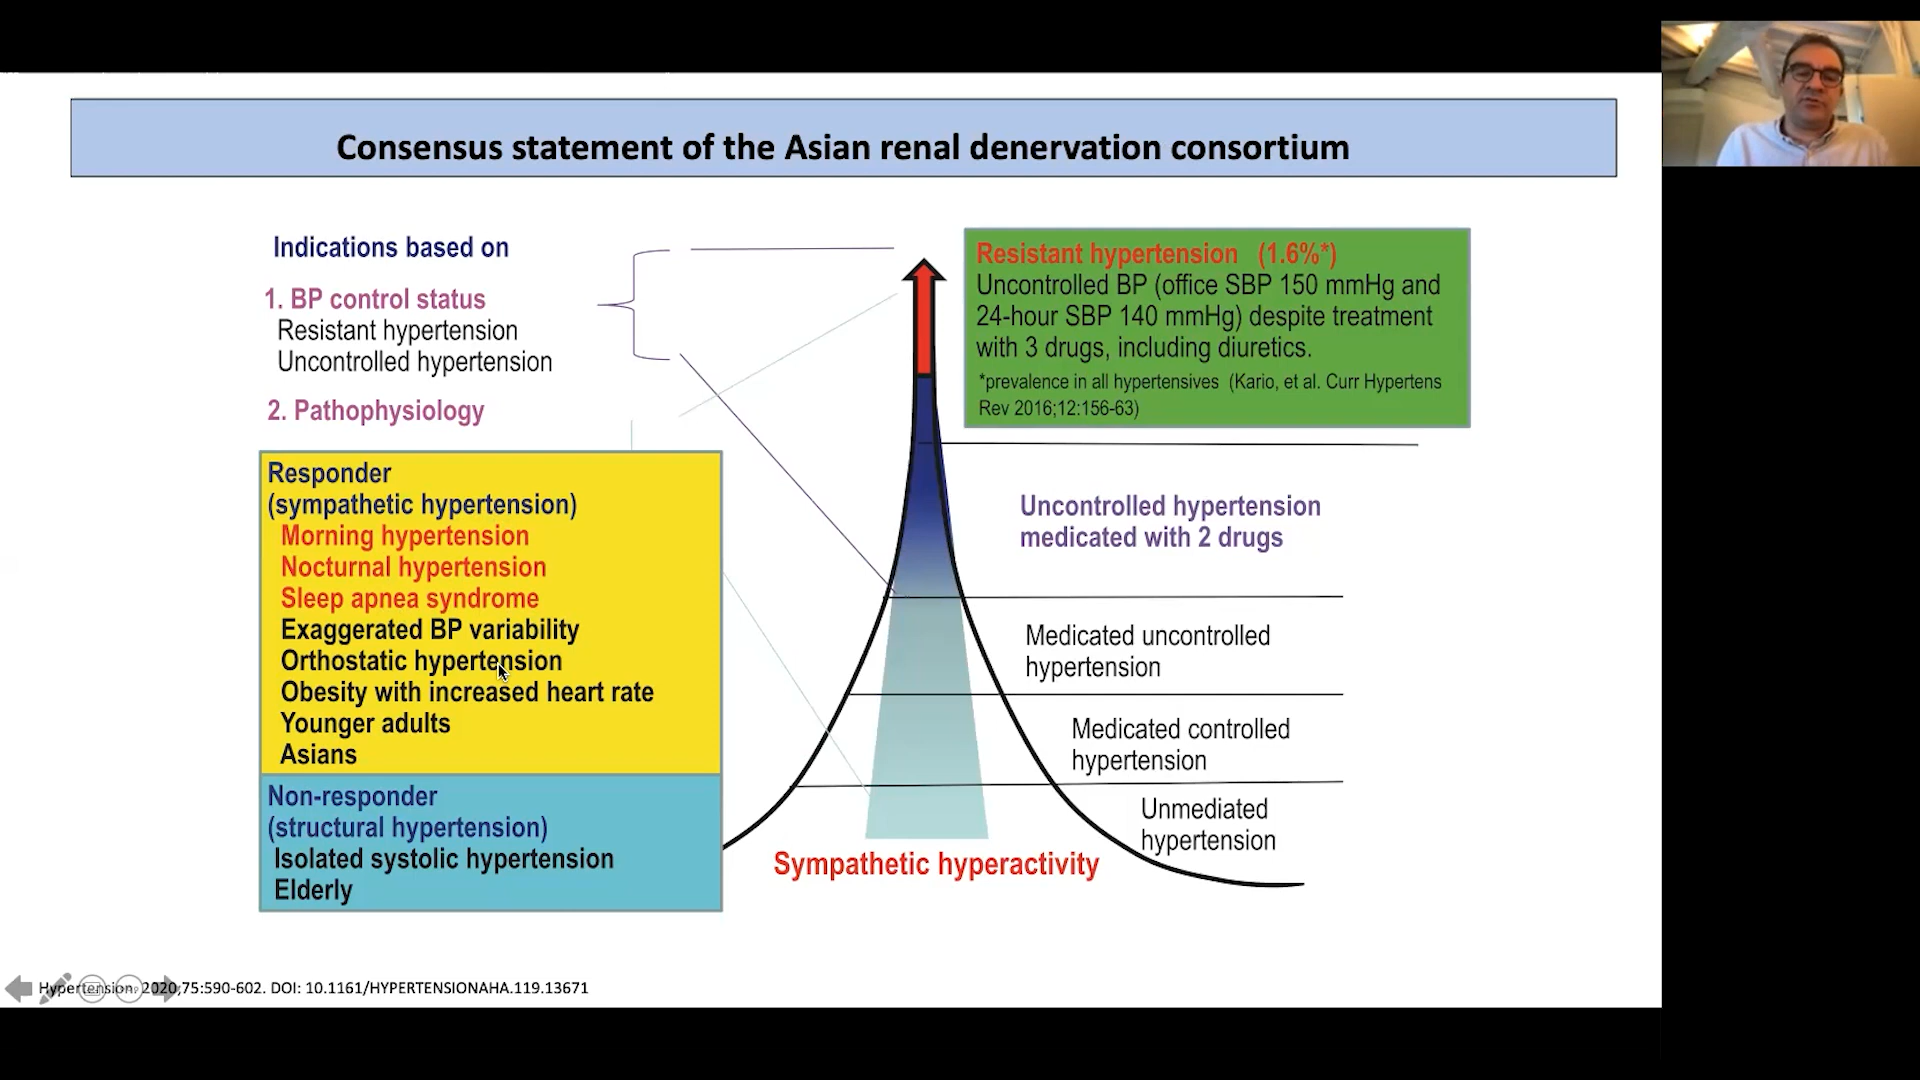 Consensus statement of the Asian renal denervation consortium
Indications based on
1. BP control status
Resistant hypertension
Uncontrolled hypertension
2. Pathophysiology
Responder
(sympathetic hypertension)
Morning hypertension
Nocturnal hypertension
Sleep apnea syndrome
Exaggerated BP variability
Orthostatic hypertension
Obesity with increased heart rate
Younger adults
Asians
Non-responder
(structural hypertension)
Isolated systolic hypertension
Elderly
Resistant hypertension (1.6%*)
Uncontrolled BP (office SBP 150 mmHg and
24-hour SBP 140 mmHg) despite treatment
with 3 drugs, including diuretics.
*prevalence in all hypertensives (Kario, et al. Curr Hypertens
Rev 2016;12:156-63)
Uncontrolled hypertension
medicated with 2 drugs
Medicated uncontrolled
hypertension
Medicated controlled
hypertension
Unmediated
hypertension
Sympathetic hyperactivity
Hypertension. 2020;75:590-602. DOI: 10.1161/HYPERTENSIONAHA.119.13671